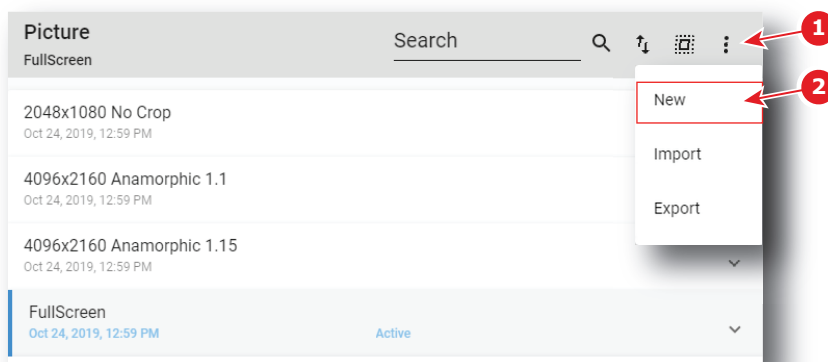 Picture
FullScreen
Search
1
2
New
Import
Export
2048x1080 No Crop
Oct 24, 2019, 12:59 PM
4096x2160 Anamorphic 1.1
Oct 24, 2019, 12:59 PM
4096x2160 Anamorphic 1.15
Oct 24, 2019, 12:59 PM
FullScreen
Oct 24, 2019, 12:59 PM Active